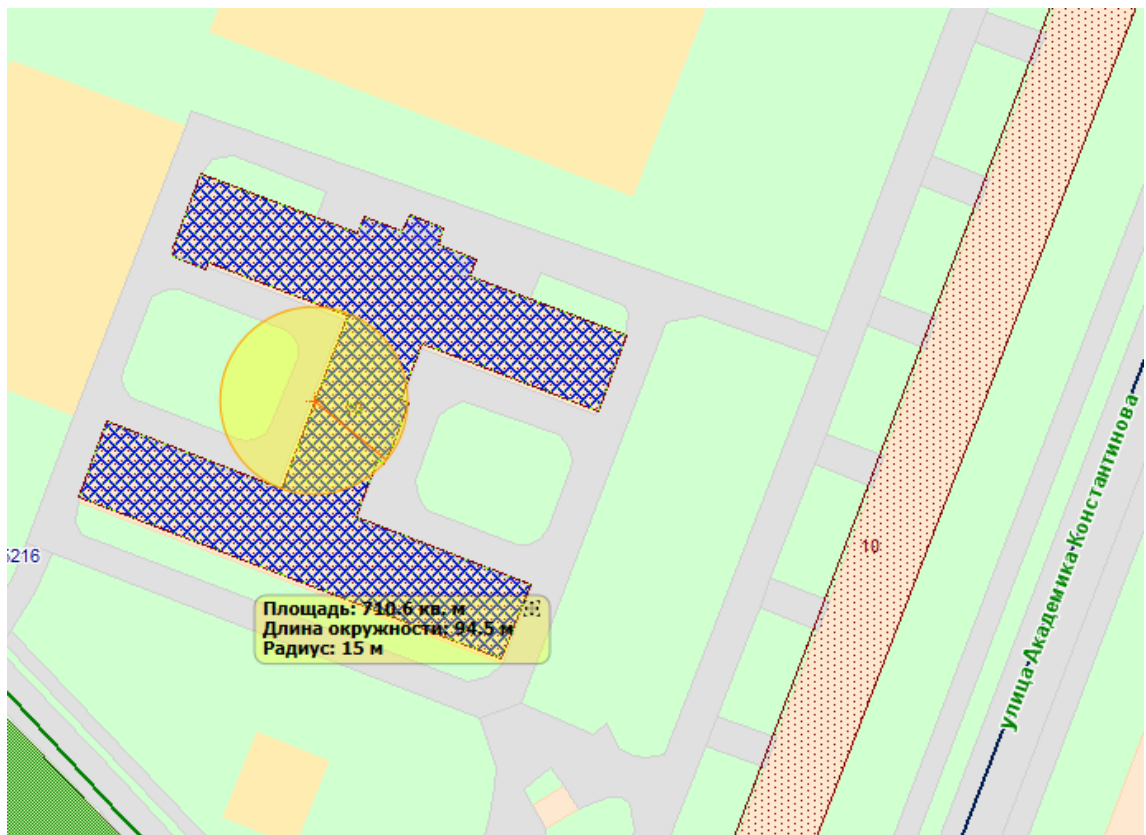 5216
10
улица·Академика·Константинова
Площадь: 710.6 кв. м
Длина окружности: 94.5 м
Радиус: 15 м